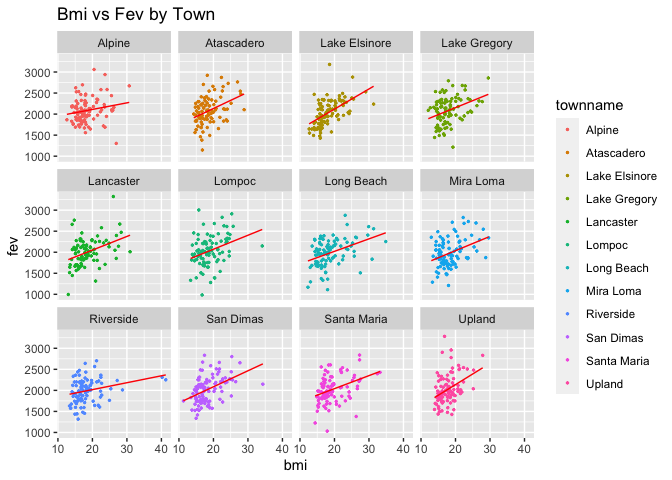 Bmi vs Fev by Town
Alpine Atascadero Lake Elsinore Lake Gregory
3000
2500
2000
1500
1000
Lancaster Lompoc Long Beach Mira Loma
3000
2500
2000
1500
1000
fev
Riverside San Dimas Santa Maria Upland
3000
2500
2000
1500
1000
10 20 30 40 10 20 30 40 10 20 30 40 10 20 30 40
bmi
townname
Alpine
Atascadero
Lake Elsinore
Lake Gregory
Lancaster
Lompoc
Long Beach
Mira Loma
Riverside
San Dimas
Santa Maria
Upland